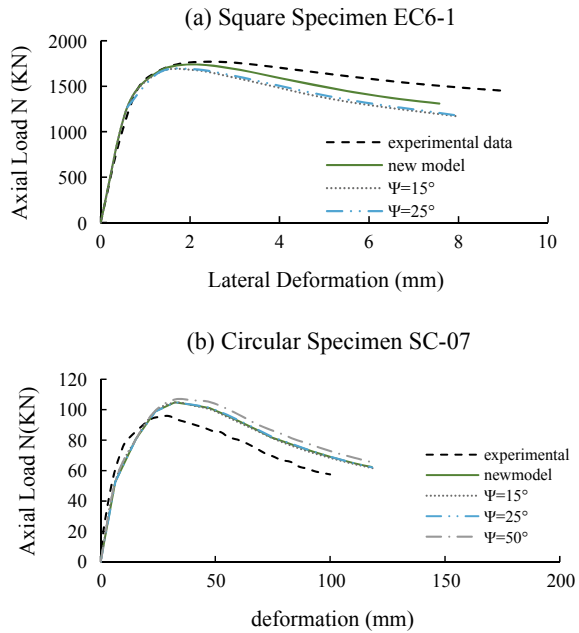 (a) Square Specimen EC6-1
Axial Load N (KN)
2000
1500
1000
500
0
experimental data
new model
Ψ=15°
Ψ=25°
0 2 4 6 8 10
Lateral Deformation (mm)
(b) Circular Specimen SC-07
Axial Load N(KN)
120
100
80
60
40
20
0
experimental
newmodel
Ψ=15°
Ψ=25°
Ψ=50°
0 50 100 150 200
deformation (mm)